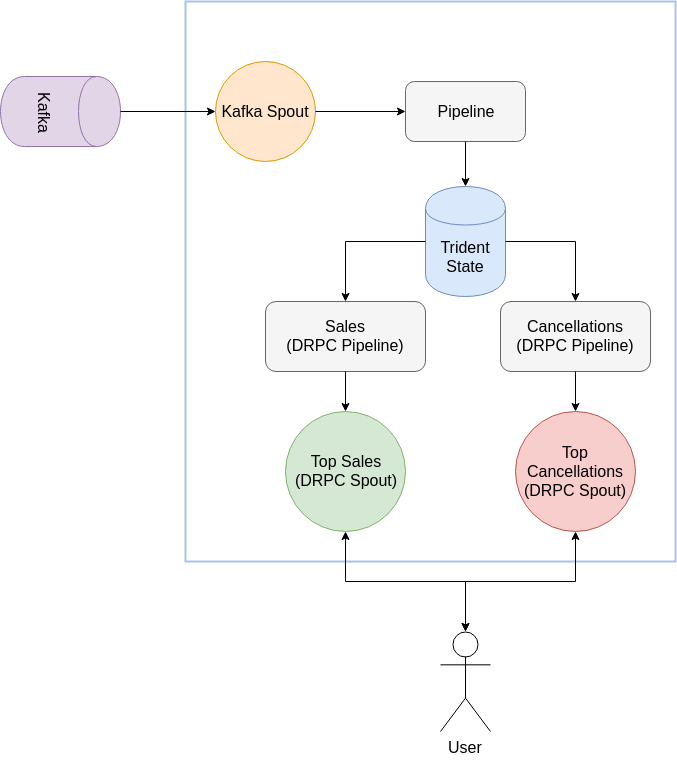 Kafka
Kafka Spout
Pipeline
Trident
State
Sales
(DRPC Pipeline)
Cancellations
(DRPC Pipeline)
Top Sales
(DRPC Spout)
Top
Cancellations
(DRPC Spout)
User